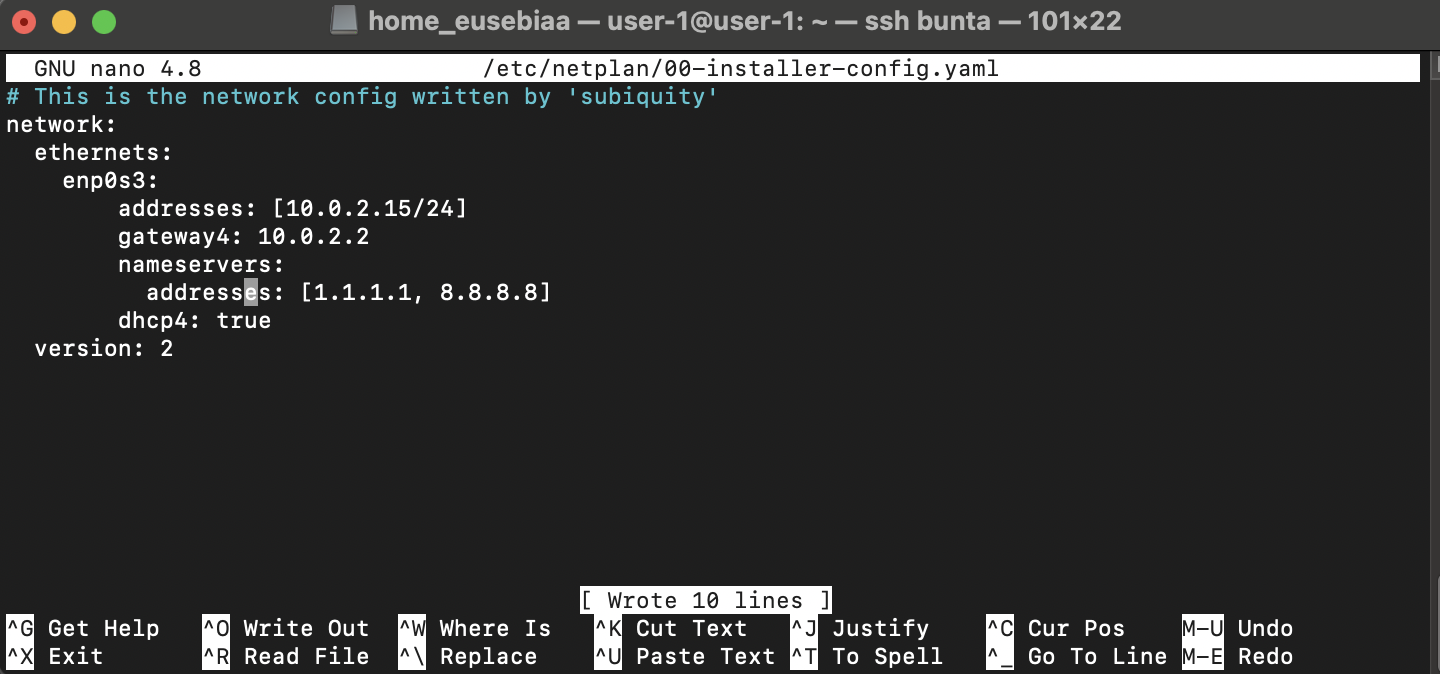 home_eusebiaa — user-1@user-1: ~ — ssh bunta — 101×22
GNU nano 4.8 /etc/netplan/00-installer-config.yaml
# This is the network config written by 'subiquity'
network:
  ethernets:
    enp0s3:
        addresses: [10.0.2.15/24]
        gateway4: 10.0.2.2
        nameservers:
          addresses: [1.1.1.1, 8.8.8.8]
        dhcp4: true
  version: 2
[ Wrote 10 lines ]
^G Get Help ^O Write Out ^W Where Is ^K Cut Text ^J Justify ^C Cur Pos M-U Undo
^X Exit ^R Read File ^\ Replace ^U Paste Text ^T To Spell ^_ Go To Line M-E Redo